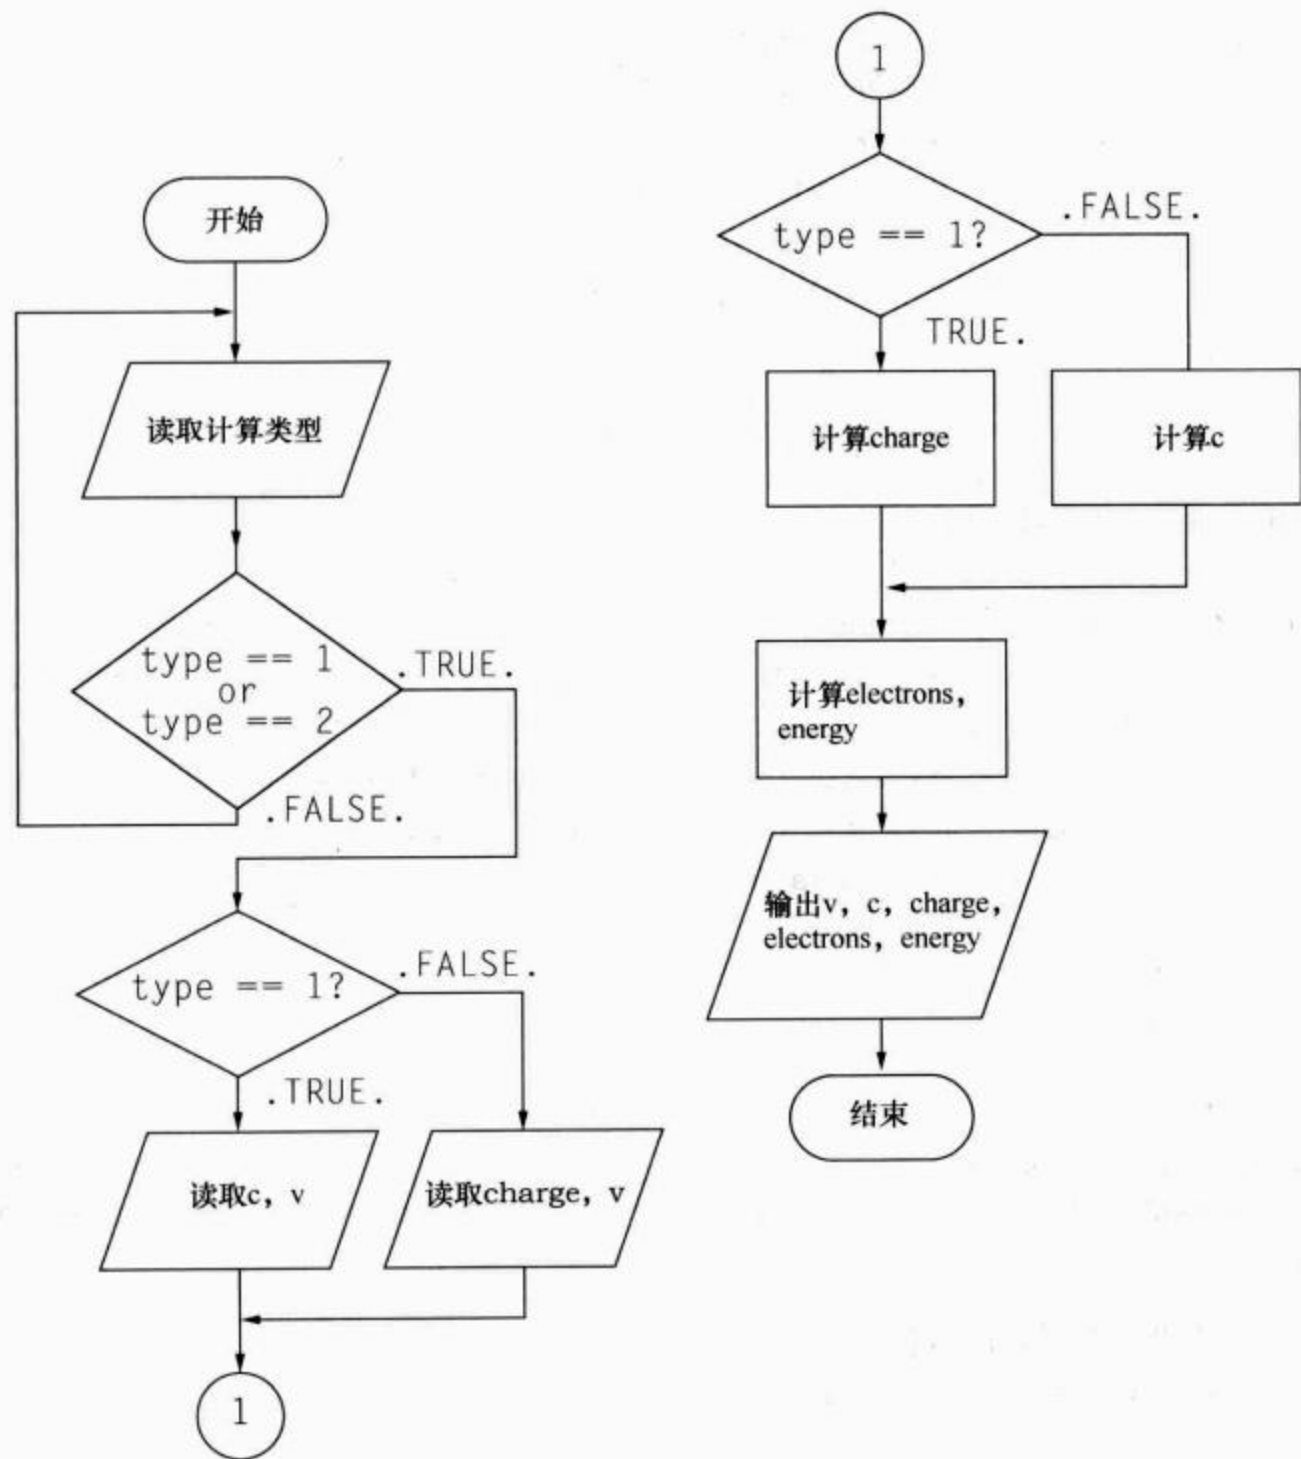 开始
读取计算类型
type == 1
or
type == 2
.TRUE.
.FALSE.
type == 1?
.FALSE.
.TRUE.
读取c, v
读取charge, v
1
1
type == 1?
.FALSE.
TRUE.
计算charge
计算c
计算electrons,
energy
输出v, c, charge,
electrons, energy
结束